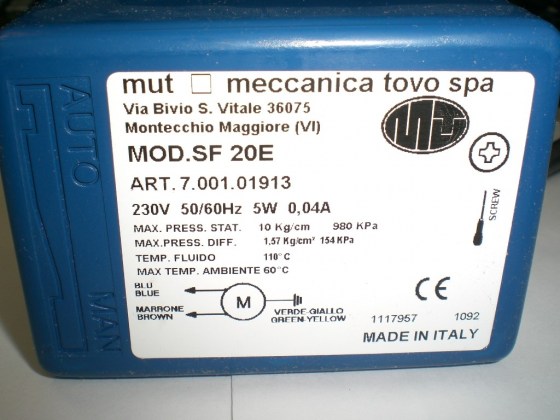 mut □ meccanica tovo spa
Via Bivio S. Vitale 36075
Montecchio Maggiore (VI)
MOD.SF 20E
ART. 7.001.01913
230V 50/60Hz 5W 0,04A
MAX. PRESS. STAT. 10 Kg/cm 980 KPa
MAX.PRESS. DIFF. 1,57 Kg/cm² 154 KPa
TEMP. FLUIDO 110°C
MAX TEMP. AMBIENTE 60°C
BLU
BLUE
MARRONE
BROWN
M
VERDE-GIALLO
GREEN-YELLOW
SCREW
CE
1117957 1092
MADE IN ITALY
AUTO
MAN